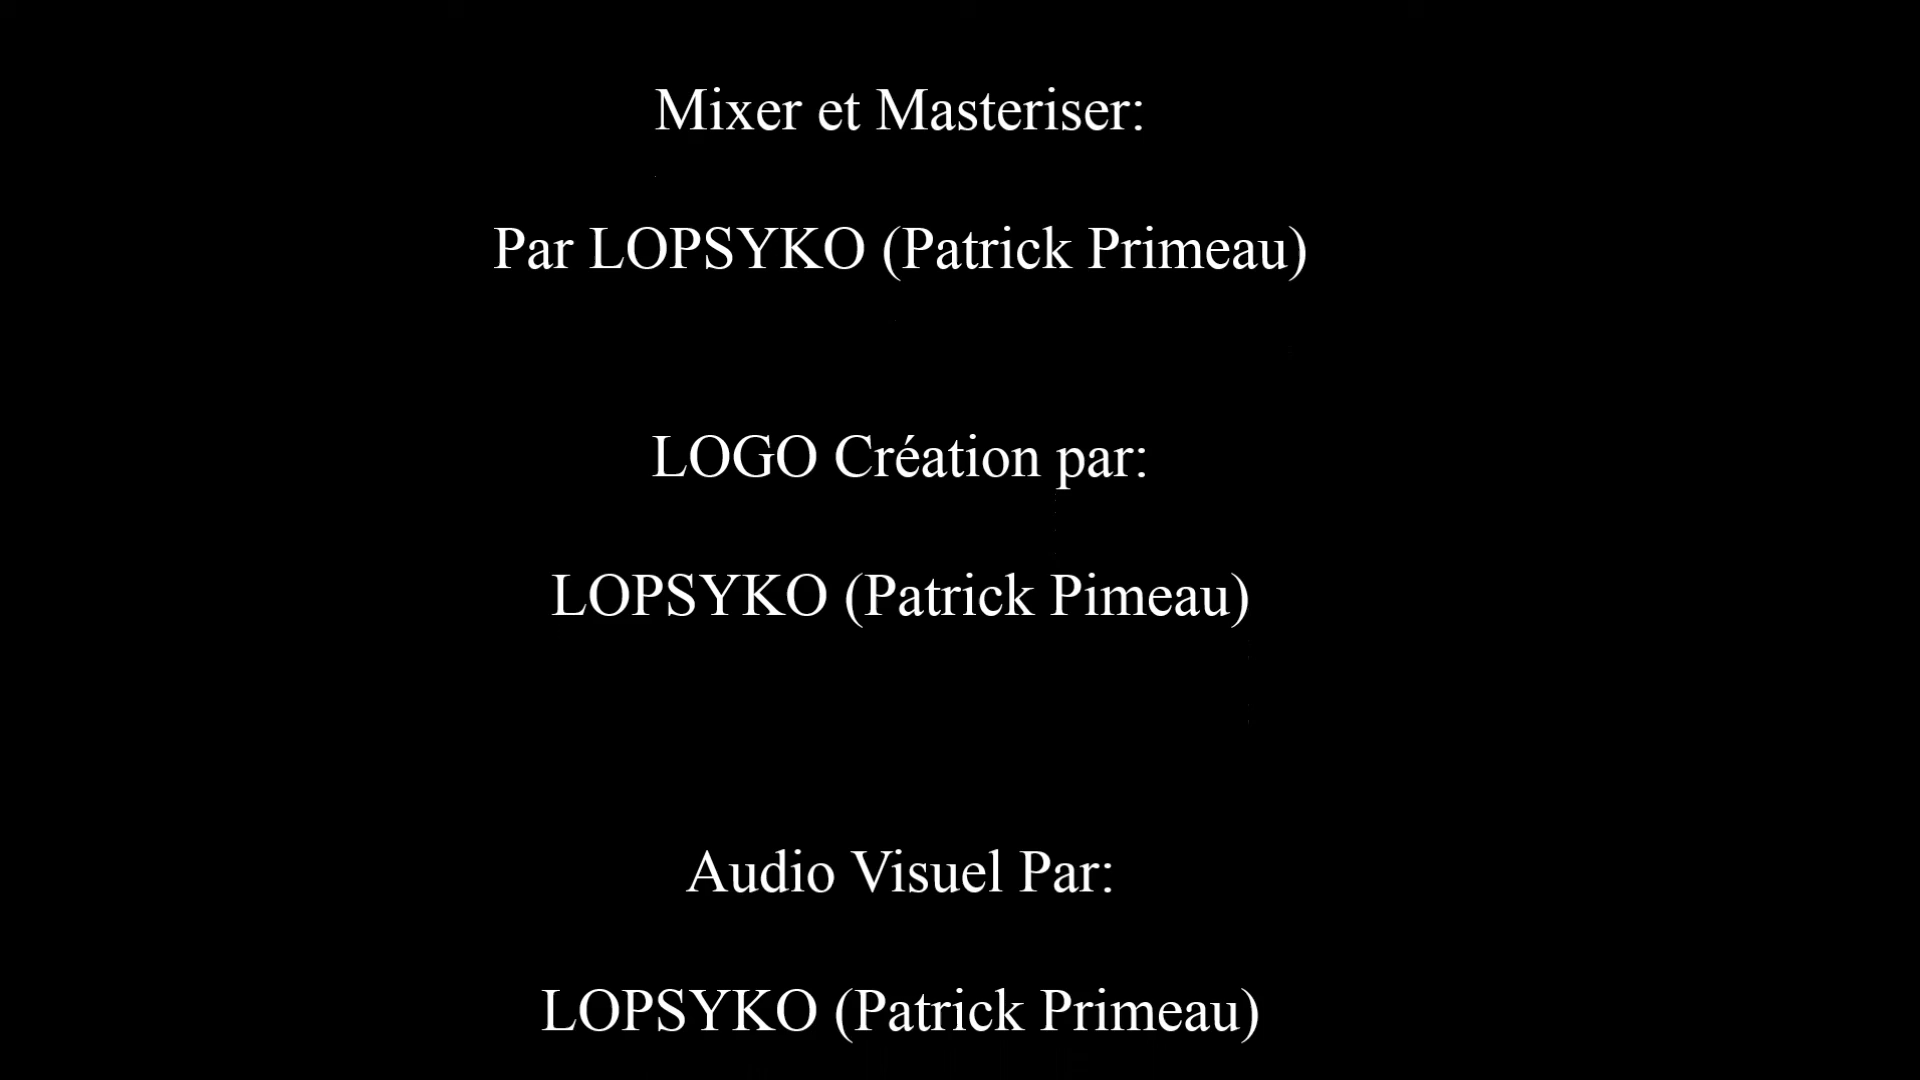 Mixer et Masteriser:
Par LOPSYKO (Patrick Primeau)
LOGO Création par:
LOPSYKO (Patrick Pimeau)
Audio Visuel Par:
LOPSYKO (Patrick Primeau)